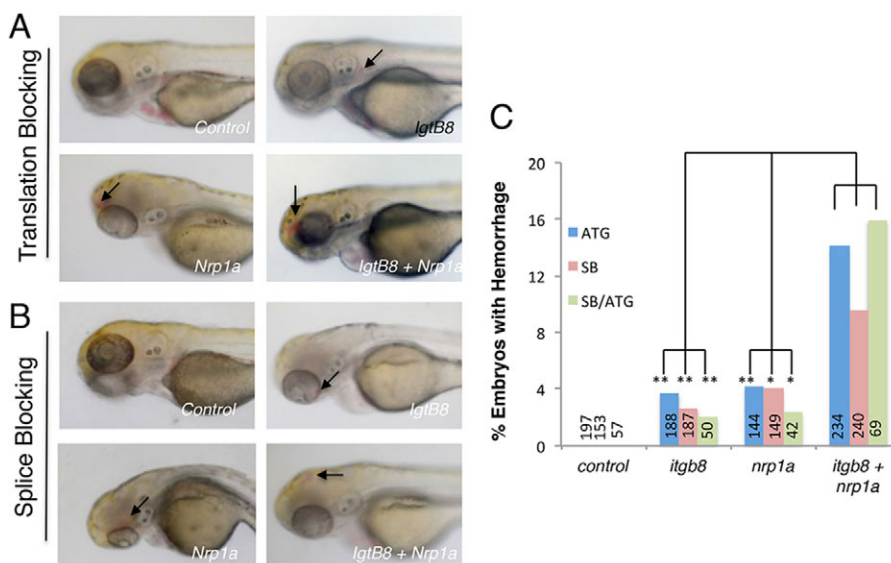 A
Translation Blocking
Control
IgtB8
Nrp1a
IgtB8 + Nrp1a
B
Splice Blocking
Control
IgtB8
Nrp1a
IgtB8 + Nrp1a
C
% Embryos with Hemorrhage
20
16
12
8
4
0
ATG
SB
SB/ATG
** ** ** ** * *
197 153 57 188 187 50 144 149 42 234 240 69
control itgb8 nrp1a itgb8 +
nrp1a